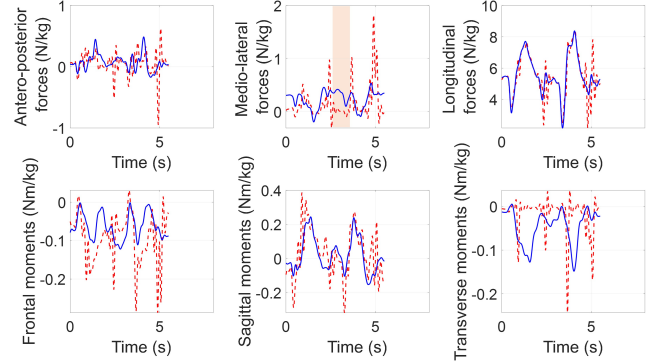 Antero-posterior
forces (N/kg)
1
0
-1
0
5
Time (s)
Medio-lateral
forces (N/kg)
2
1
0
0
5
Time (s)
Longitudinal
forces (N/kg)
10
8
6
4
0
5
Time (s)
Frontal moments (Nm/kg)
0
-0.1
-0.2
0
5
Time (s)
Sagittal moments (Nm/kg)
0.4
0.2
0
-0.2
0
5
Time (s)
Transverse moments (Nm/kg)
0
-0.1
-0.2
0
5
Time (s)